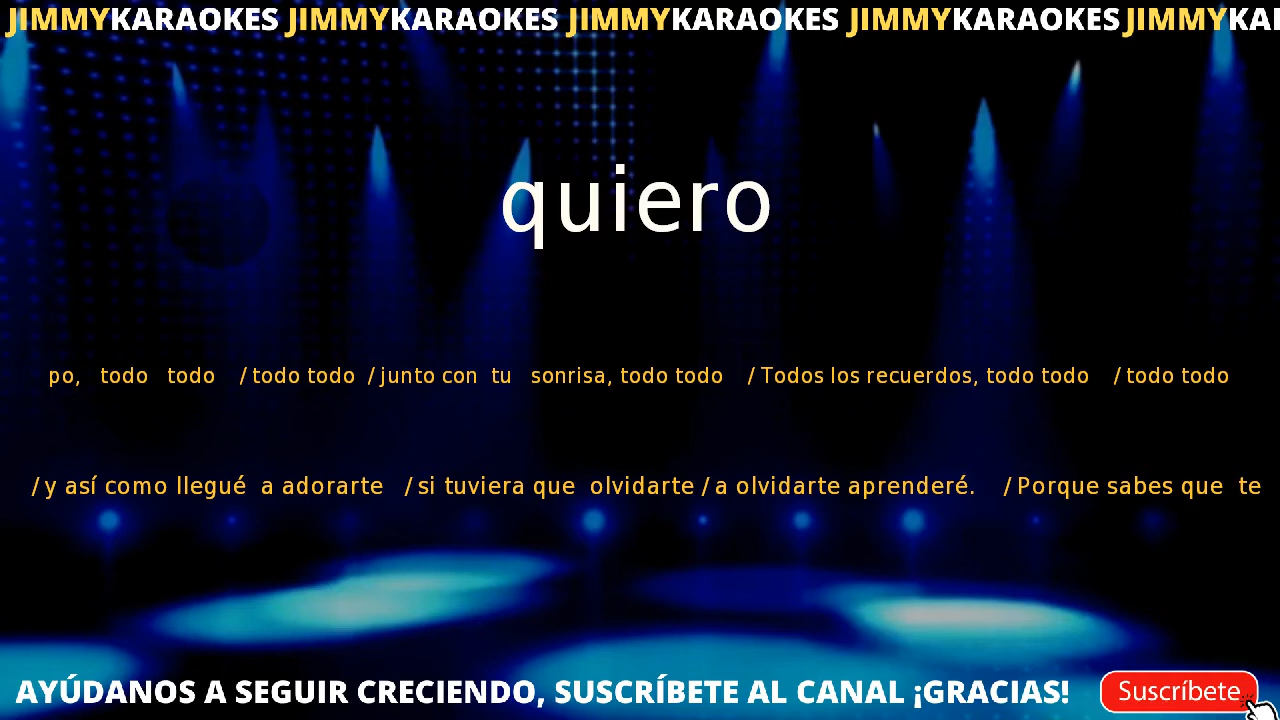 JIMMYKARAOKES JIMMYKARAOKES JIMMYKARAOKES JIMMYKARAOKES JIMMYKA
quiero
po, todo todo / todo todo / junto con tu sonrisa, todo todo / Todos los recuerdos, todo todo / todo todo
/ y así como llegué a adorarte / si tuviera que olvidarte / a olvidarte aprenderé. / Porque sabes que te
AYÚDANOS A SEGUIR CRECIENDO, SUSCRÍBETE AL CANAL ¡GRACIAS! Suscríbete